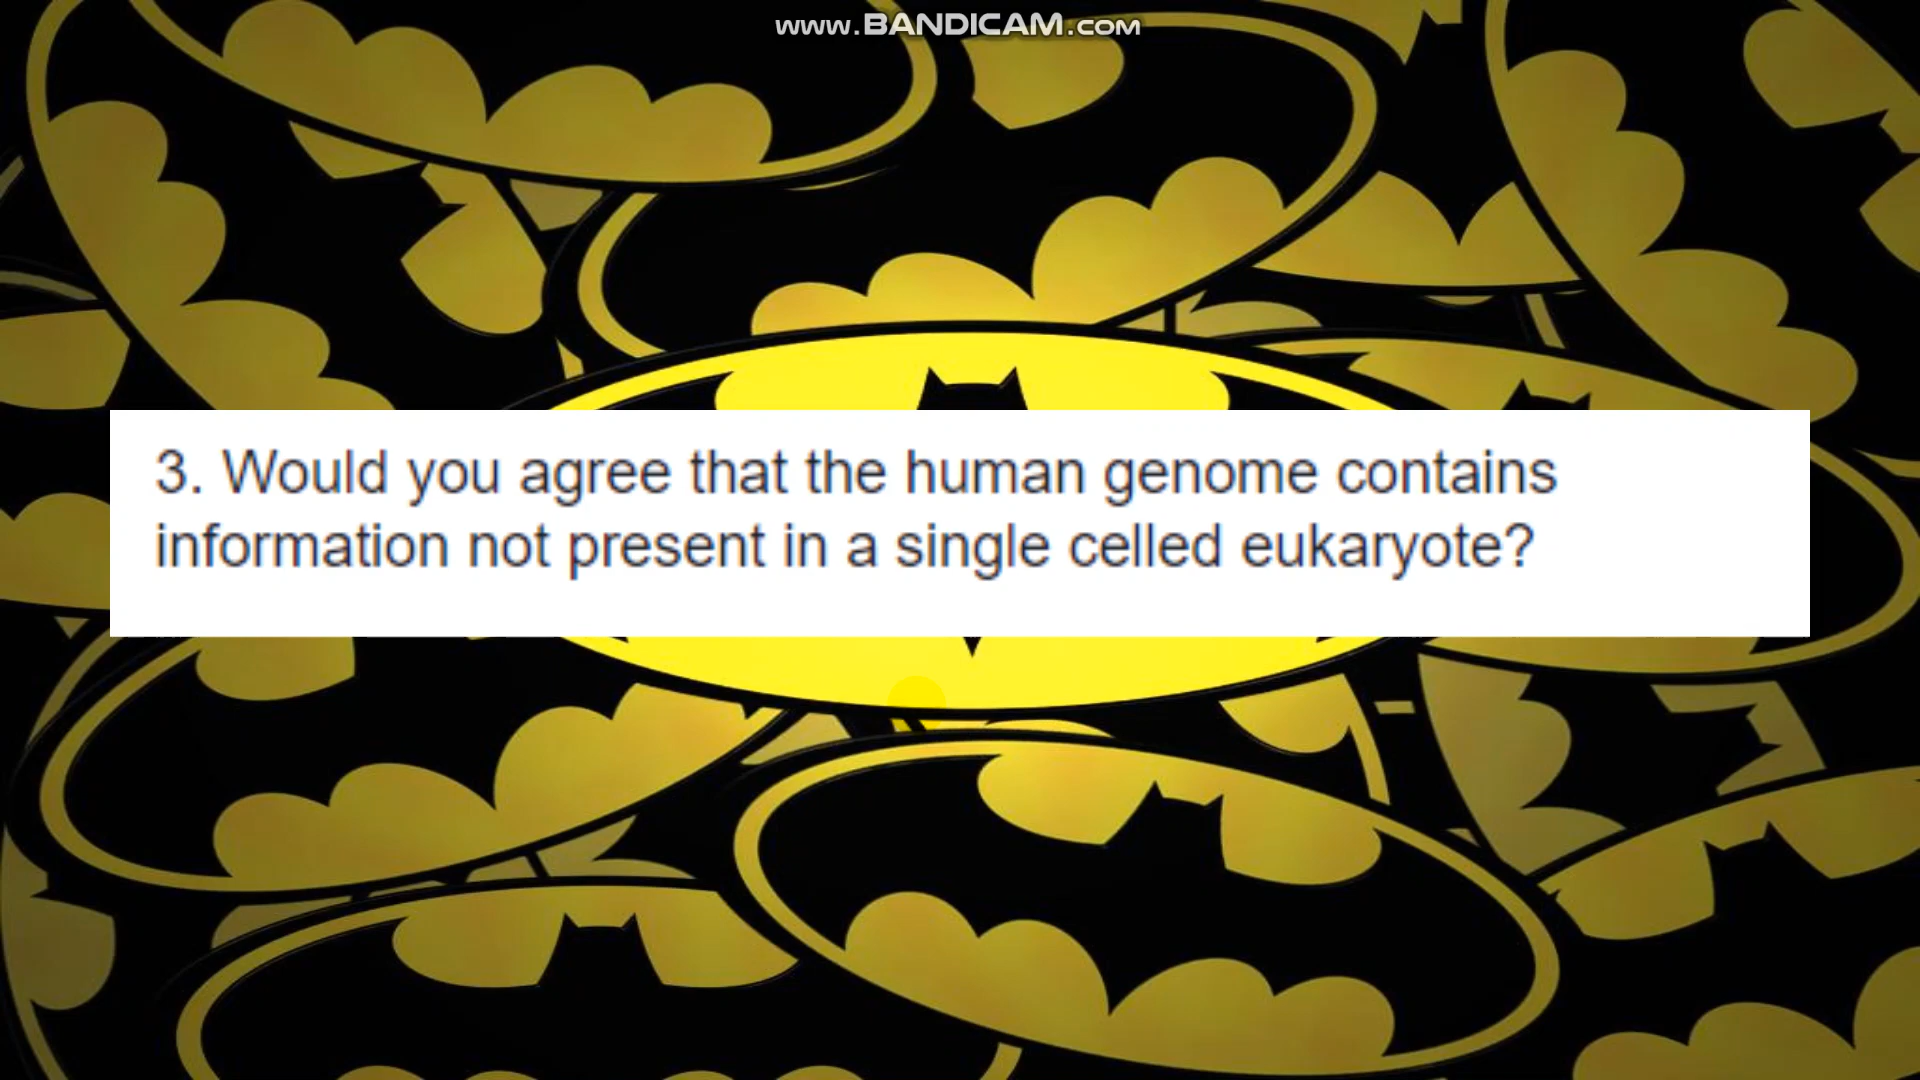 www.BANDICAM.com
3. Would you agree that the human genome contains
information not present in a single celled eukaryote?